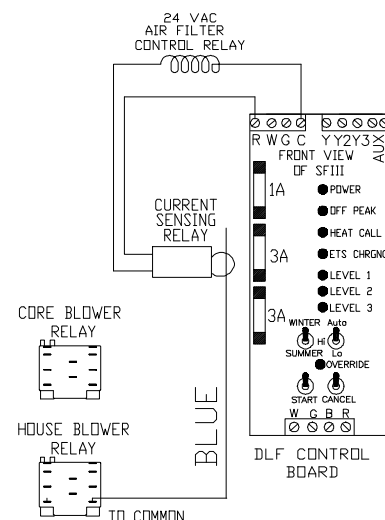 24 VAC
AIR FILTER
CONTROL RELAY
R W G C Y Y2 Y3 AUX
FRONT VIEW
OF SFIII
1A
POWER
OFF PEAK
CURRENT
SENSING
RELAY
HEAT CALL
3A
ETS CHRGNG
LEVEL 1
LEVEL 2
LEVEL 3
3A
CORE BLOWER
RELAY
WINTER Auto
Hi
SUMMER Lo
OVERRIDE
START CANCEL
BLUE
W G B R
HOUSE BLOWER
RELAY
DLF CONTROL
BOARD
TO COMMON